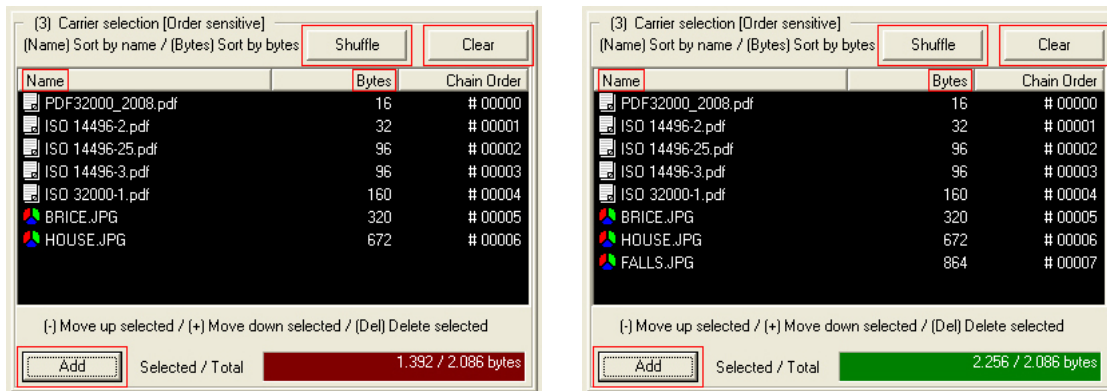 (3) Carrier selection [Order sensitive]
(Name) Sort by name / (Bytes) Sort by bytes Shuffle Clear
Name Bytes Chain Order
PDF32000_2008.pdf 16 # 00000
ISO 14496-2.pdf 32 # 00001
ISO 14496-25.pdf 96 # 00002
ISO 14496-3.pdf 96 # 00003
ISO 32000-1.pdf 160 # 00004
BRICE.JPG 320 # 00005
HOUSE.JPG 672 # 00006
(-) Move up selected / (+) Move down selected / (Del) Delete selected
Add Selected / Total 1.392 / 2.086 bytes
(3) Carrier selection [Order sensitive]
(Name) Sort by name / (Bytes) Sort by bytes Shuffle Clear
Name Bytes Chain Order
PDF32000_2008.pdf 16 # 00000
ISO 14496-2.pdf 32 # 00001
ISO 14496-25.pdf 96 # 00002
ISO 14496-3.pdf 96 # 00003
ISO 32000-1.pdf 160 # 00004
BRICE.JPG 320 # 00005
HOUSE.JPG 672 # 00006
FALLS.JPG 864 # 00007
(-) Move up selected / (+) Move down selected / (Del) Delete selected
Add Selected / Total 2.256 / 2.086 bytes